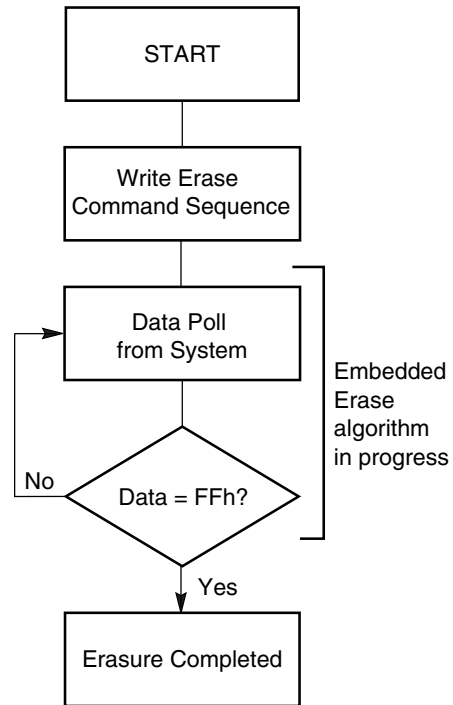 START
Write Erase
Command Sequence
Data Poll
from System
Embedded
Erase
algorithm
in progress
No
Data = FFh?
Yes
Erasure Completed